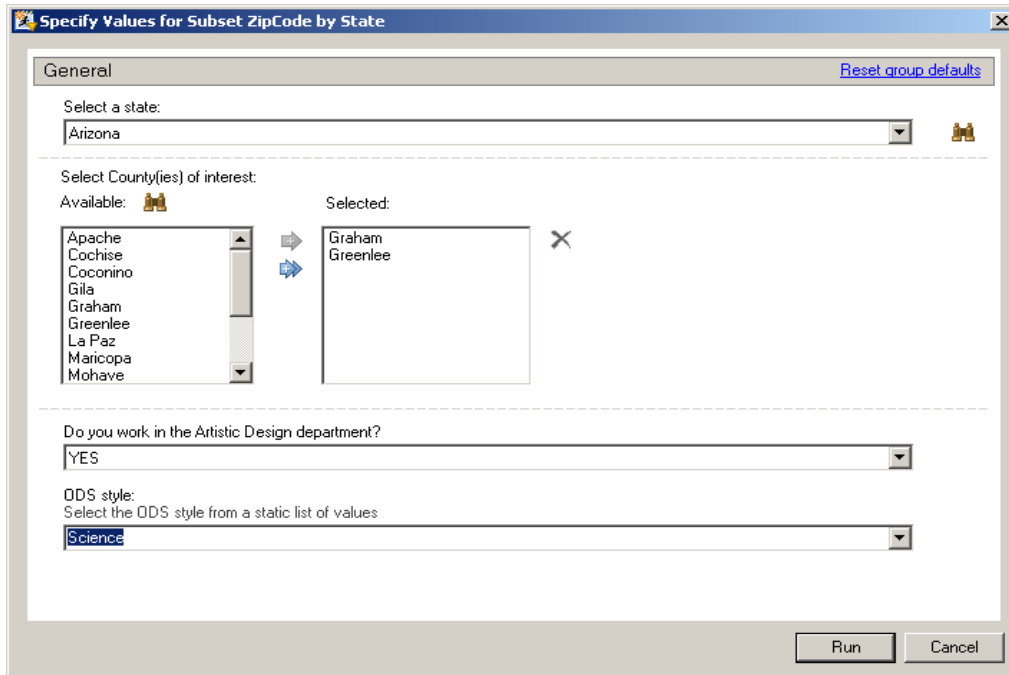 Specify Values for Subset ZipCode by State
General
Reset group defaults
Select a state:
Arizona
Select County(ies) of interest:
Available:
Selected:
Apache
Cochise
Coconino
Gila
Graham
Greenlee
La Paz
Maricopa
Mohave
Graham
Greenlee
Do you work in the Artistic Design department?
YES
ODS style:
Select the ODS style from a static list of values
Science
Run
Cancel